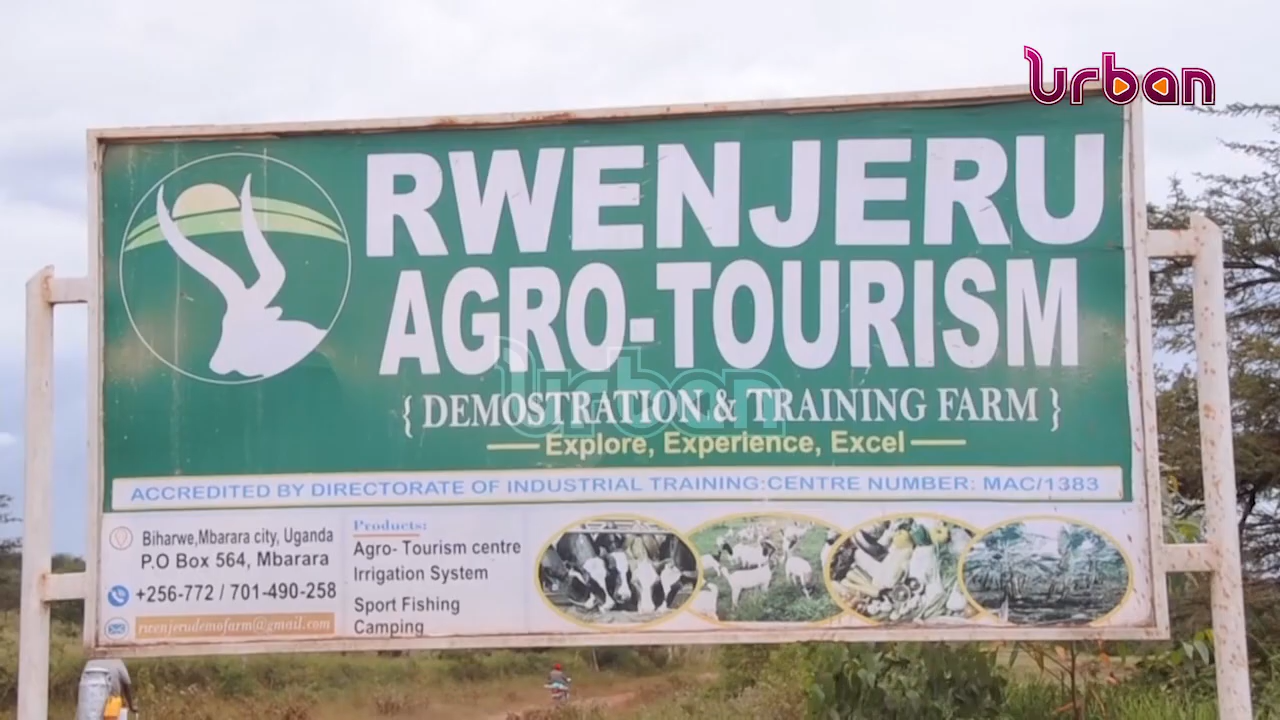 Urban
RWENJERU
AGRO-TOURISM
{ DEMOSTRATION & TRAINING FARM }
Urban
Explore, Experience, Excel
ACCREDITED BY DIRECTORATE OF INDUSTRIAL TRAINING:CENTRE NUMBER: MAC/1383
Biharwe,Mbarara city, Uganda
P.O Box 564, Mbarara
+256-772 / 701-490-258
rwenjerudemofarm@gmail.com
Products:
Agro- Tourism centre
Irrigation System
Sport Fishing
Camping